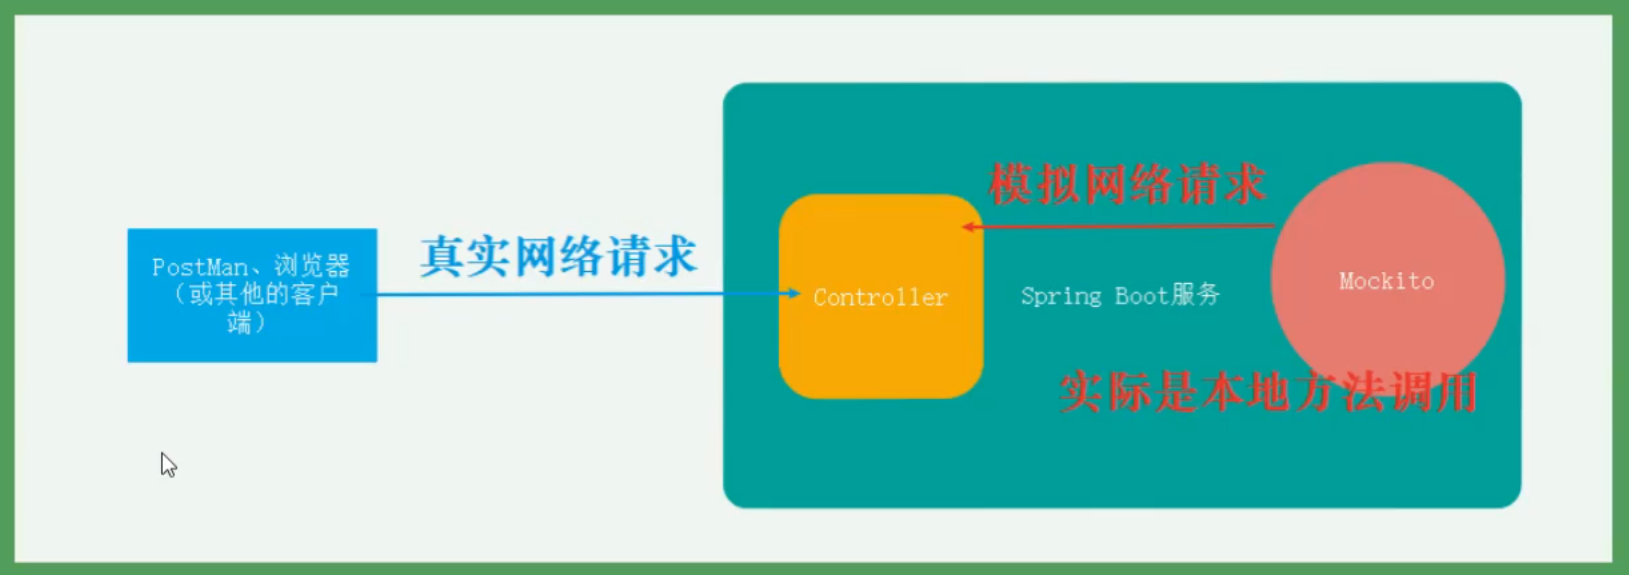 PostMan、浏览器
（或其他的客户
端）
真实网络请求
Controller
模拟网络请求
Spring Boot服务
Mockito
实际是本地方法调用